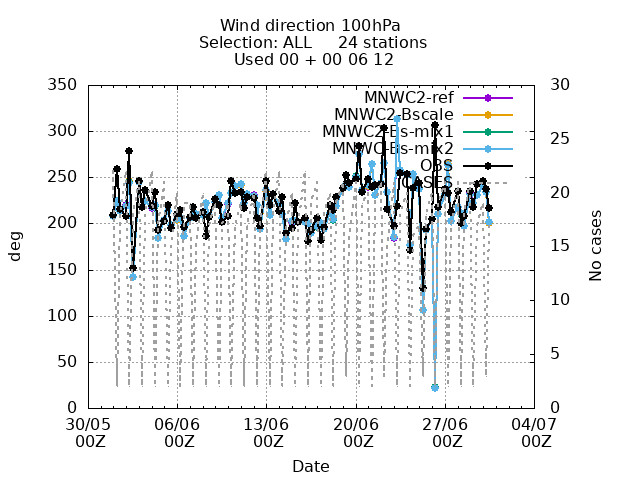 Wind direction 100hPa
Selection: ALL 24 stations
Used 00 + 00 06 12
350 30
MNWC2-ref
MNWC2-Bscale
300 MNWC2-Bs-mix1 25
MNWC-Bs-mix2
OBS
250 CASES 20
200
deg 15 No cases
150
100 10
50 5
0 0
30/05 06/06 13/06 20/06 27/06 04/07
00Z 00Z 00Z 00Z 00Z 00Z
Date